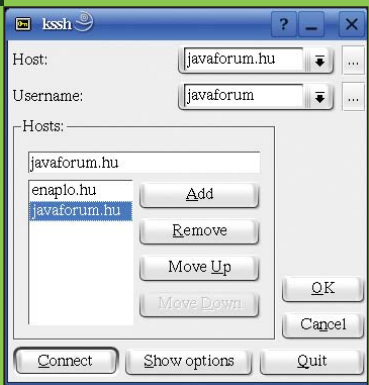 kssh
Host: javaforum.hu ...
Username: javaforum ...
Hosts:
javaforum.hu
enaplo.hu
javaforum.hu
Add
Remove
Move Up
Move Down
OK
Cancel
Connect Show options Quit